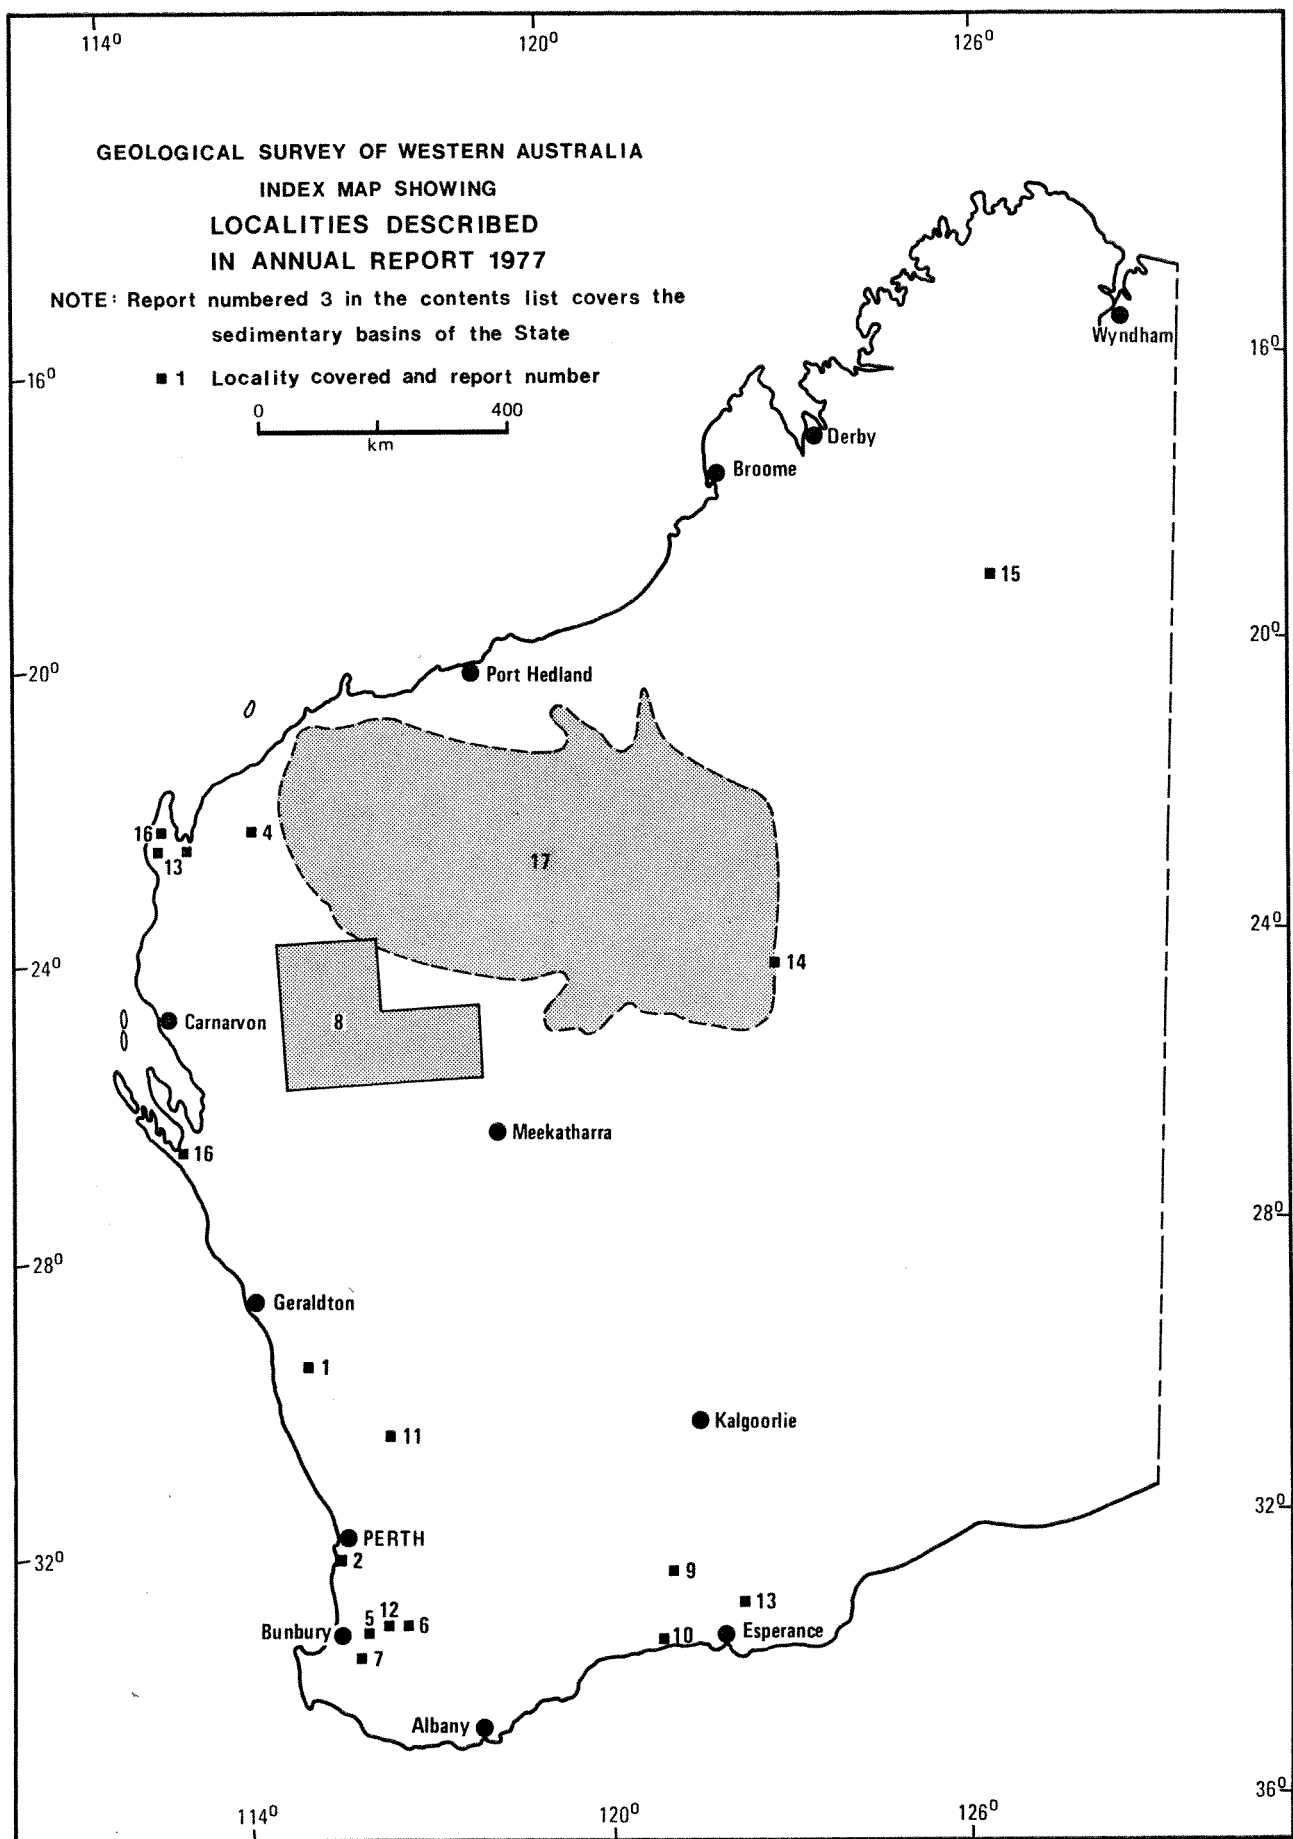 114⁰ 120⁰ 126⁰
GEOLOGICAL SURVEY OF WESTERN AUSTRALIA
INDEX MAP SHOWING
LOCALITIES DESCRIBED
IN ANNUAL REPORT 1977
NOTE: Report numbered 3 in the contents list covers the
sedimentary basins of the State
■ 1 Locality covered and report number
0 400
km
Wyndham
16⁰
16⁰
Derby
Broome
15
20⁰
20⁰
Port Hedland
16
4
13
17
24⁰
24⁰
14
8
Carnarvon
Meekatharra
16
28⁰
28⁰
Geraldton
1
Kalgoorlie
11
32⁰
PERTH
32⁰
2
9
13
12
5
6
Bunbury
10
Esperance
7
Albany
36⁰
114⁰ 120⁰ 126⁰